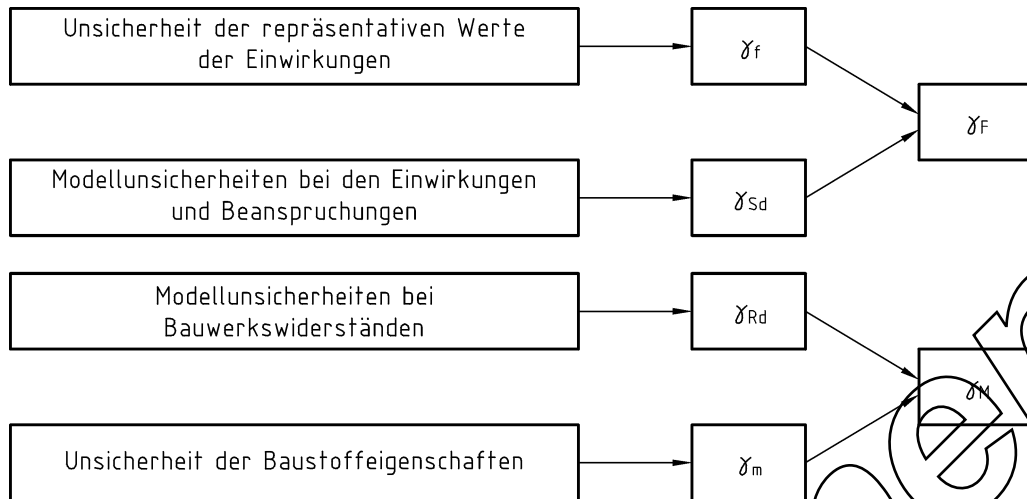 Unsicherheit der repräsentativen Werte
der Einwirkungen
γf
γF
Modellunsicherheiten bei den Einwirkungen
und Beanspruchungen
γSd
Modellunsicherheiten bei
Bauwerkswiderständen
γRd
γM
Unsicherheit der Baustoffeigenschaften
γm